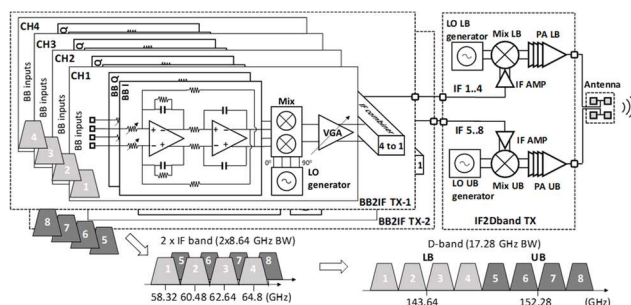 CH4
CH3
CH2
CH1
BB inputs
BB inputs
BB inputs
BB inputs
BB Q
BB I
Mix
VGA
0°
90°
LO
generator
IF combiner
4 to 1
1
BB2IF TX-1
BB2IF TX-2
4
3
2
1
8
7
6
5
LO LB
generator
Mix LB
PA LB
IF AMP
IF 1..4
IF 5..8
IF AMP
LO UB
generator
Mix UB
PA UB
IF2Dband TX
Antenna
2 x IF band (2x8.64 GHz BW)
1 5 2 6 3 7 4 8
58.32 60.48 62.64 64.8 (GHz)
D-band (17.28 GHz BW)
LB UB
1 2 3 4 5 6 7 8
143.64 152.28 (GHz)